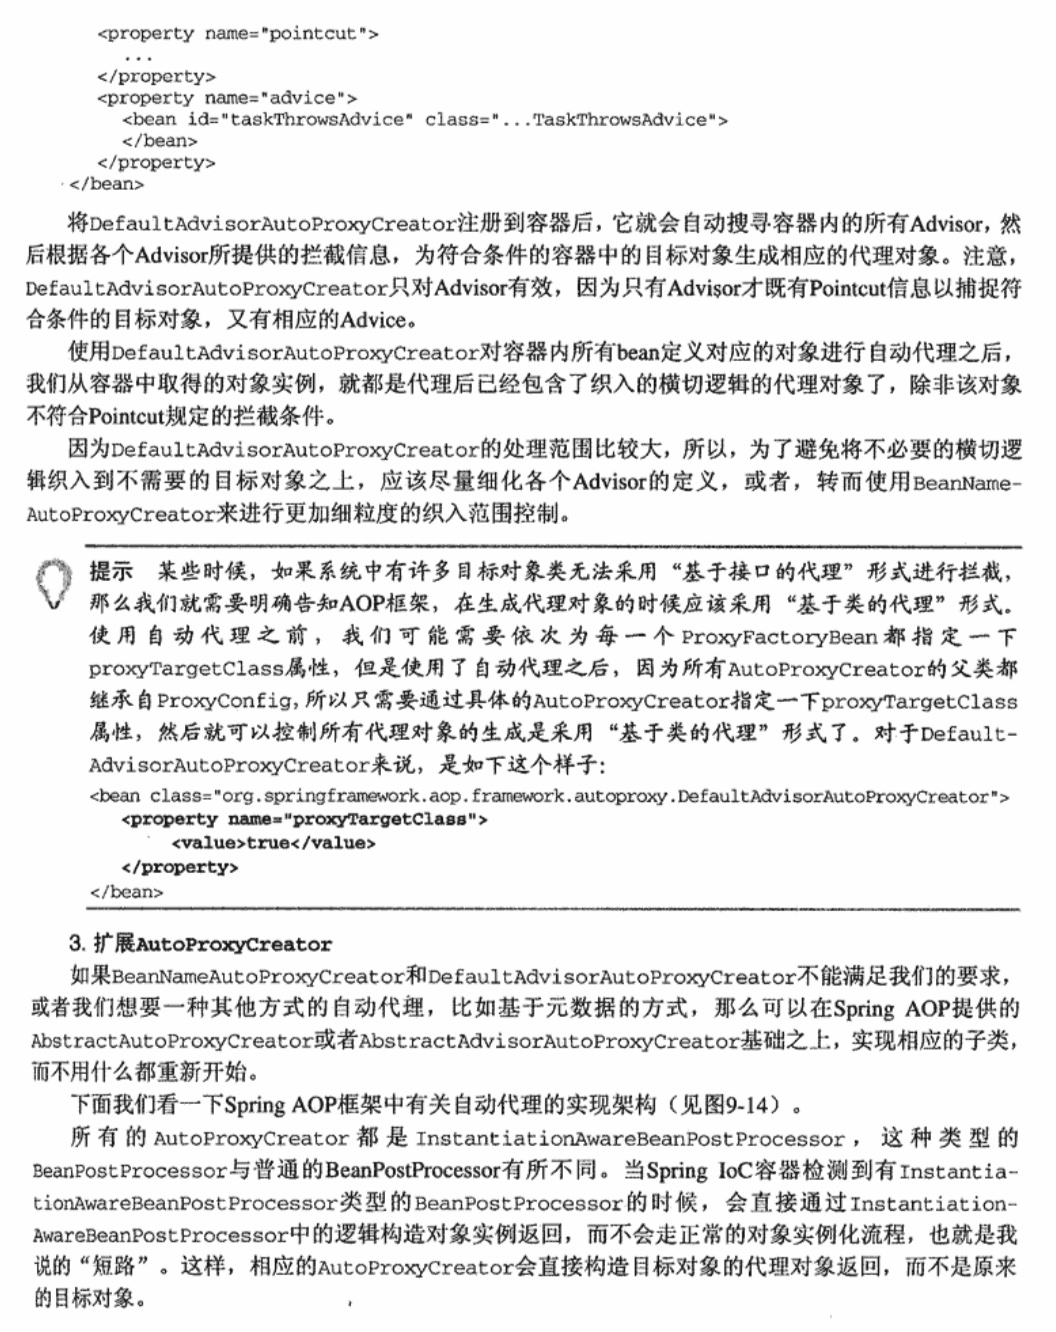 <property name="pointcut">
...
</property>
<property name="advice">
<bean id="taskThrowsAdvice" class="...TaskThrowsAdvice">
</bean>
</property>
</bean>
将DefaultAdvisorAutoProxyCreator注册到容器后，它就会自动搜寻容器内的所有Advisor，然
后根据各个Advisor所提供的拦截信息，为符合条件的容器中的目标对象生成相应的代理对象。注意，
DefaultAdvisorAutoProxyCreator只对Advisor有效，因为只有Advisor才既有Pointcut信息以捕捉符
合条件的目标对象，又有相应的Advice。
使用DefaultAdvisorAutoProxyCreator对容器内所有bean定义对应的对象进行自动代理之后，
我们从容器中取得的对象实例，就都是代理后已经包含了织入的横切逻辑的代理对象了，除非该对象
不符合Pointcut规定的拦截条件。
因为DefaultAdvisorAutoProxyCreator的处理范围比较大，所以，为了避免将不必要的横切逻
辑织入到不需要的目标对象之上，应该尽量细化各个Advisor的定义，或者，转而使用BeanName-
AutoProxyCreator来进行更加细粒度的织入范围控制。
提示 某些时候，如果系统中有许多目标对象类无法采用“基于接口的代理”形式进行拦截，
那么我们就需要明确告知AOP框架，在生成代理对象的时候应该采用“基于类的代理”形式。
使用自动代理之前，我们可能需要依次为每一个ProxyFactoryBean都指定一下
proxyTargetClass属性，但是使用了自动代理之后，因为所有AutoProxyCreator的父类都
继承自ProxyConfig，所以只需要通过具体的AutoProxyCreator指定一下proxyTargetClass
属性，然后就可以控制所有代理对象的生成是采用“基于类的代理”形式了。对于Default-
AdvisorAutoProxyCreator来说，是如下这个样子：
<bean class="org.springframework.aop.framework.autoproxy.DefaultAdvisorAutoProxyCreator">
<property name="proxyTargetClass">
<value>true</value>
</property>
</bean>
3. 扩展AutoProxyCreator
如果BeanNameAutoProxyCreator和DefaultAdvisorAutoProxyCreator不能满足我们的要求，
或者我们想要一种其他方式的自动代理，比如基于元数据的方式，那么可以在Spring AOP提供的
AbstractAutoProxyCreator或者AbstractAdvisorAutoProxyCreator基础之上，实现相应的子类，
而不用什么都重新开始。
下面我们看一下Spring AOP框架中有关自动代理的实现架构（见图9-14）。
所有的AutoProxyCreator都是InstantiationAwareBeanPostProcessor，这种类型的
BeanPostProcessor与普通的BeanPostProcessor有所不同。当Spring IoC容器检测到有Instantia-
tionAwareBeanPostProcessor类型的BeanPostProcessor的时候，会直接通过Instantiation-
AwareBeanPostProcessor中的逻辑构造对象实例返回，而不会走正常的对象实例化流程，也就是我
说的“短路”。这样，相应的AutoProxyCreator会直接构造目标对象的代理对象返回，而不是原来
的目标对象。